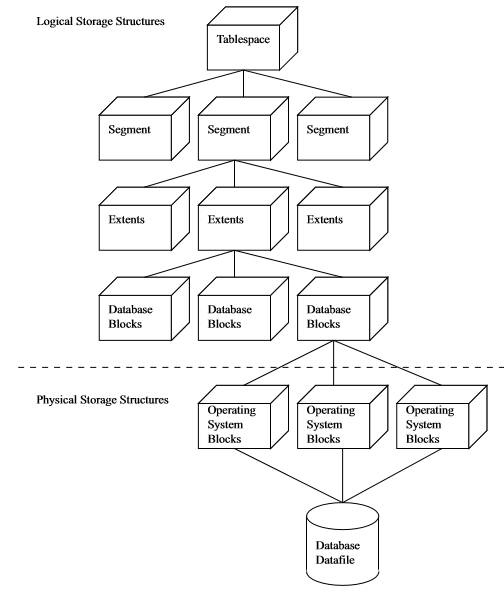 Logical Storage Structures
Tablespace
Segment
Segment
Segment
Extents
Extents
Extents
Database
Blocks
Database
Blocks
Database
Blocks
Physical Storage Structures
Operating
System
Blocks
Operating
System
Blocks
Operating
System
Blocks
Database
Datafile